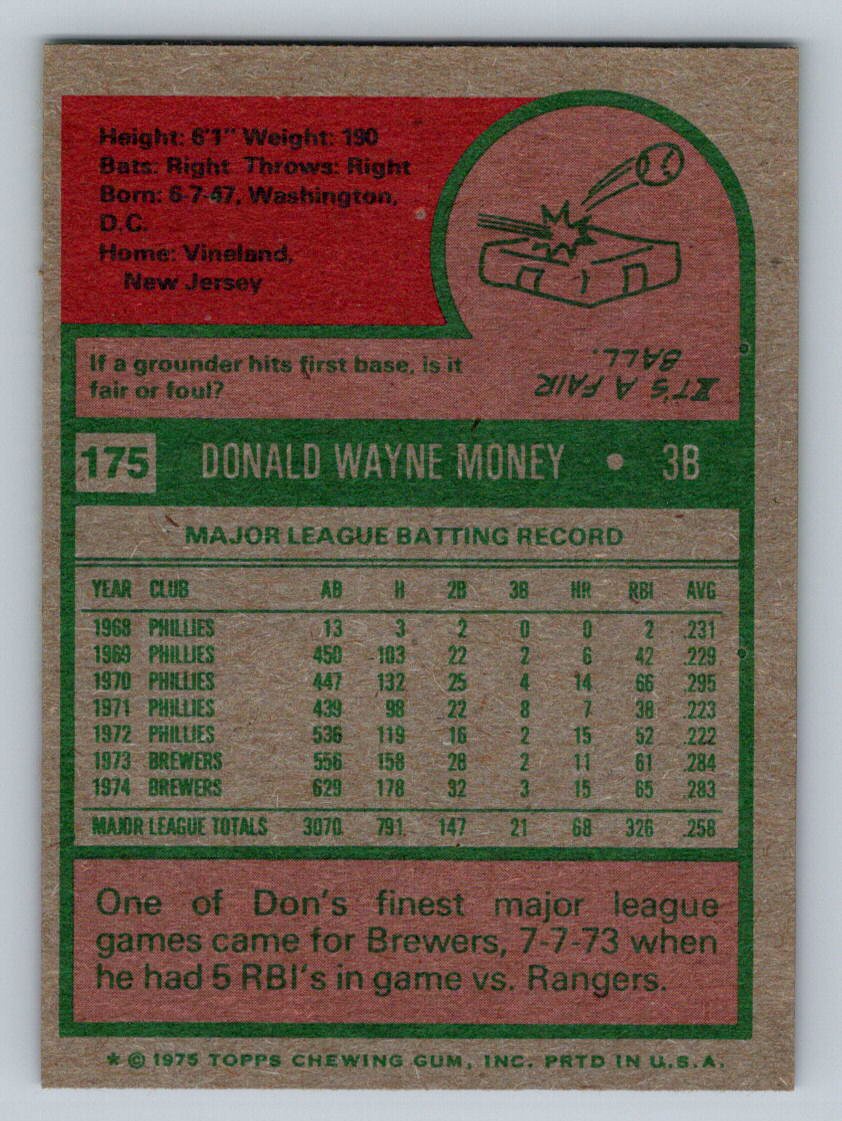 Height: 6'1" Weight: 190
Bats: Right Throws: Right
Born: 6-7-47, Washington,
D.C.
Home: Vineland,
New Jersey
If a grounder hits first base, is it
fair or foul?
IT'S A FAIR
BALL.
175 DONALD WAYNE MONEY • 3B
MAJOR LEAGUE BATTING RECORD
YEAR CLUB AB H 2B 3B HR RBI AVG
1968 PHILLIES 13 3 2 0 0 2 .231
1969 PHILLIES 450 103 22 2 6 42 .229
1970 PHILLIES 447 132 25 4 14 66 .295
1971 PHILLIES 439 98 22 8 7 38 .223
1972 PHILLIES 536 119 16 2 15 52 .222
1973 BREWERS 556 158 28 2 11 61 .284
1974 BREWERS 629 178 32 3 15 65 .283
MAJOR LEAGUE TOTALS 3070 791 147 21 68 326 .258
One of Don's finest major league
games came for Brewers, 7-7-73 when
he had 5 RBI's in game vs. Rangers.
* © 1975 TOPPS CHEWING GUM, INC. PRTD IN U.S.A.